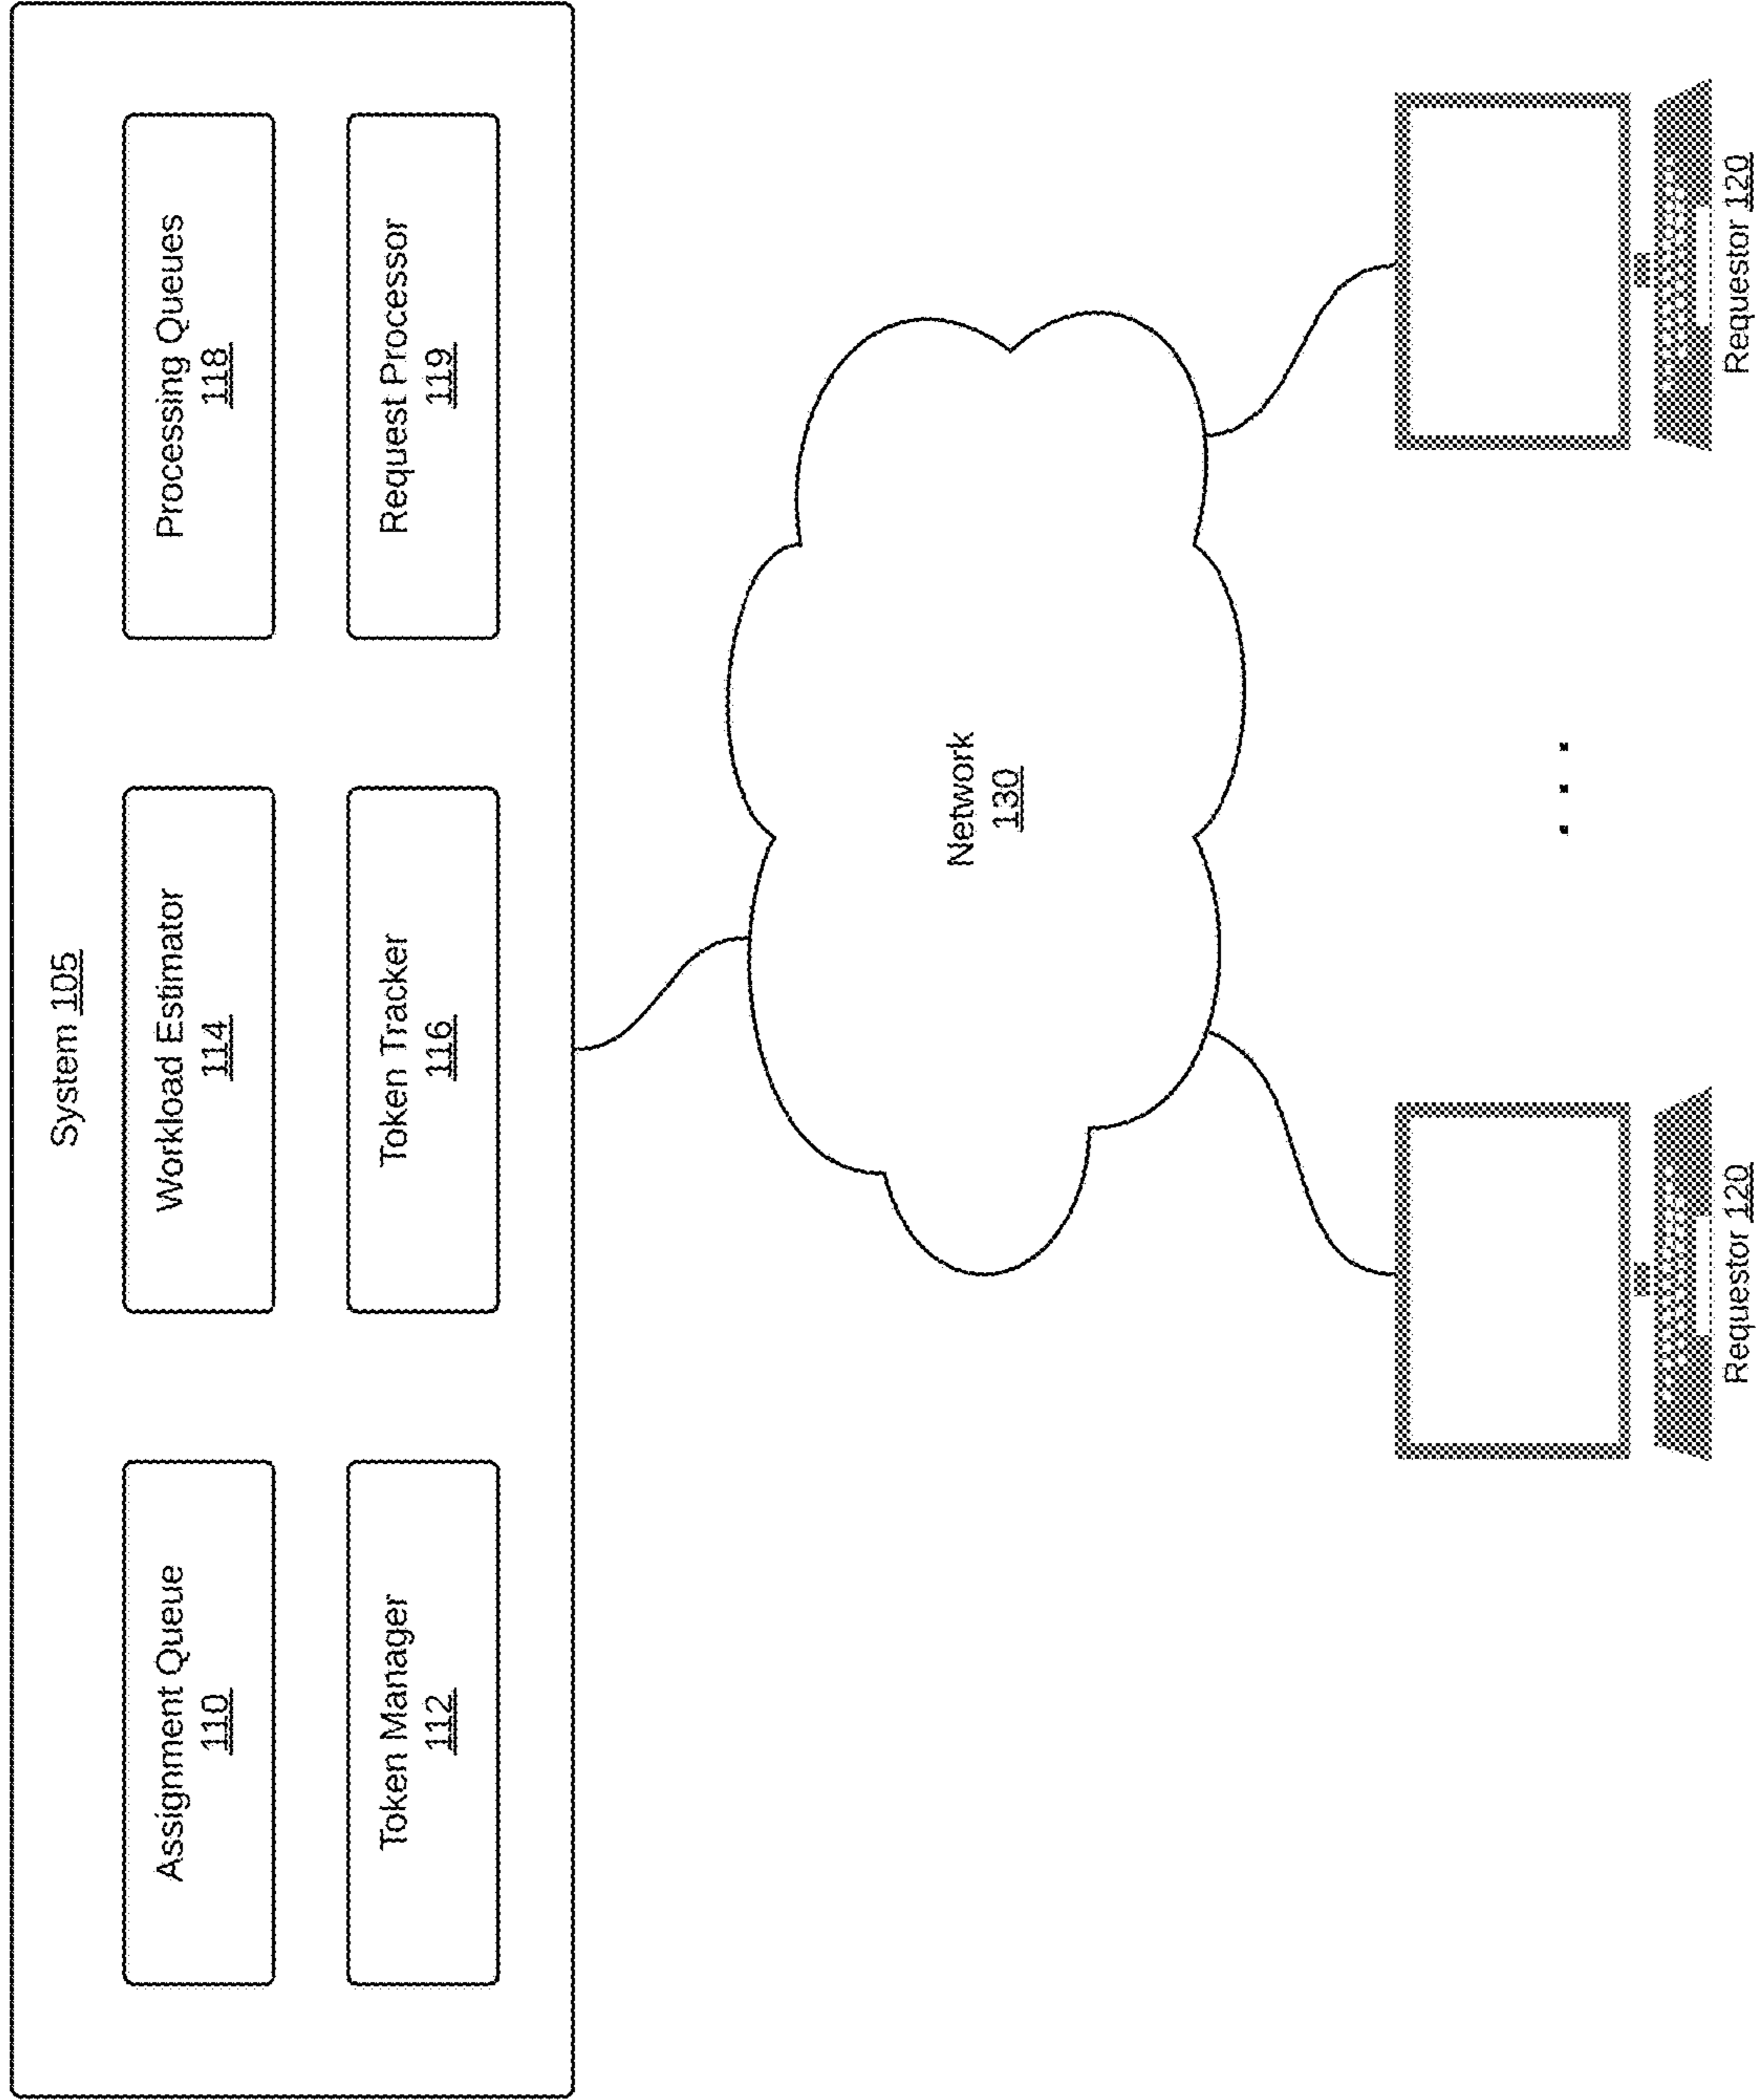 System 105
Assignment Queue
110
Workload Estimator
114
Processing Queues
118
Token Manager
112
Token Tracker
116
Request Processor
119
Network
130
. . .
Requestor 120
Requestor 120